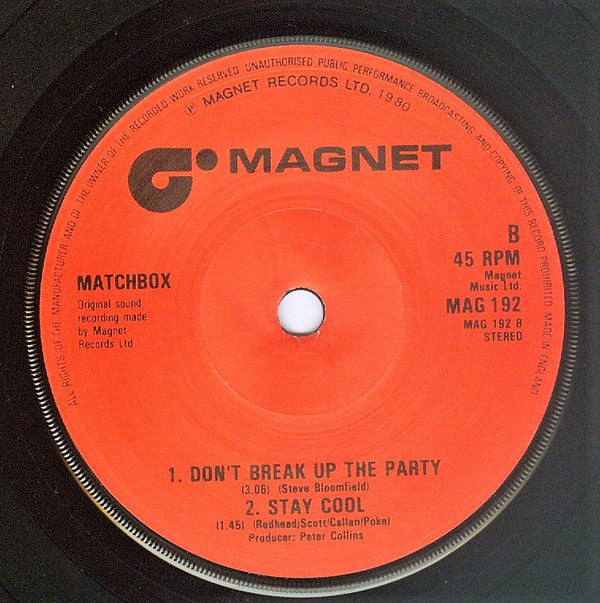 ALL RIGHTS OF THE MANUFACTURER AND OF THE OWNER OF THE RECORDED WORK RESERVED UNAUTHORISED PUBLIC PERFORMANCE BROADCASTING AND COPYING OF THIS RECORD PROHIBITED. MADE IN ENGLAND
℗ MAGNET RECORDS LTD. 1980
MAGNET
B
45 RPM
Magnet
Music Ltd.
MAG 192
MAG 192 B
STEREO
MATCHBOX
Original sound
recording made
by Magnet
Records Ltd.
1. DON'T BREAK UP THE PARTY
(3.06) (Steve Bloomfield)
2. STAY COOL
(1.45) (Redhead/Scott/Callan/Poke)
Producer: Peter Collins